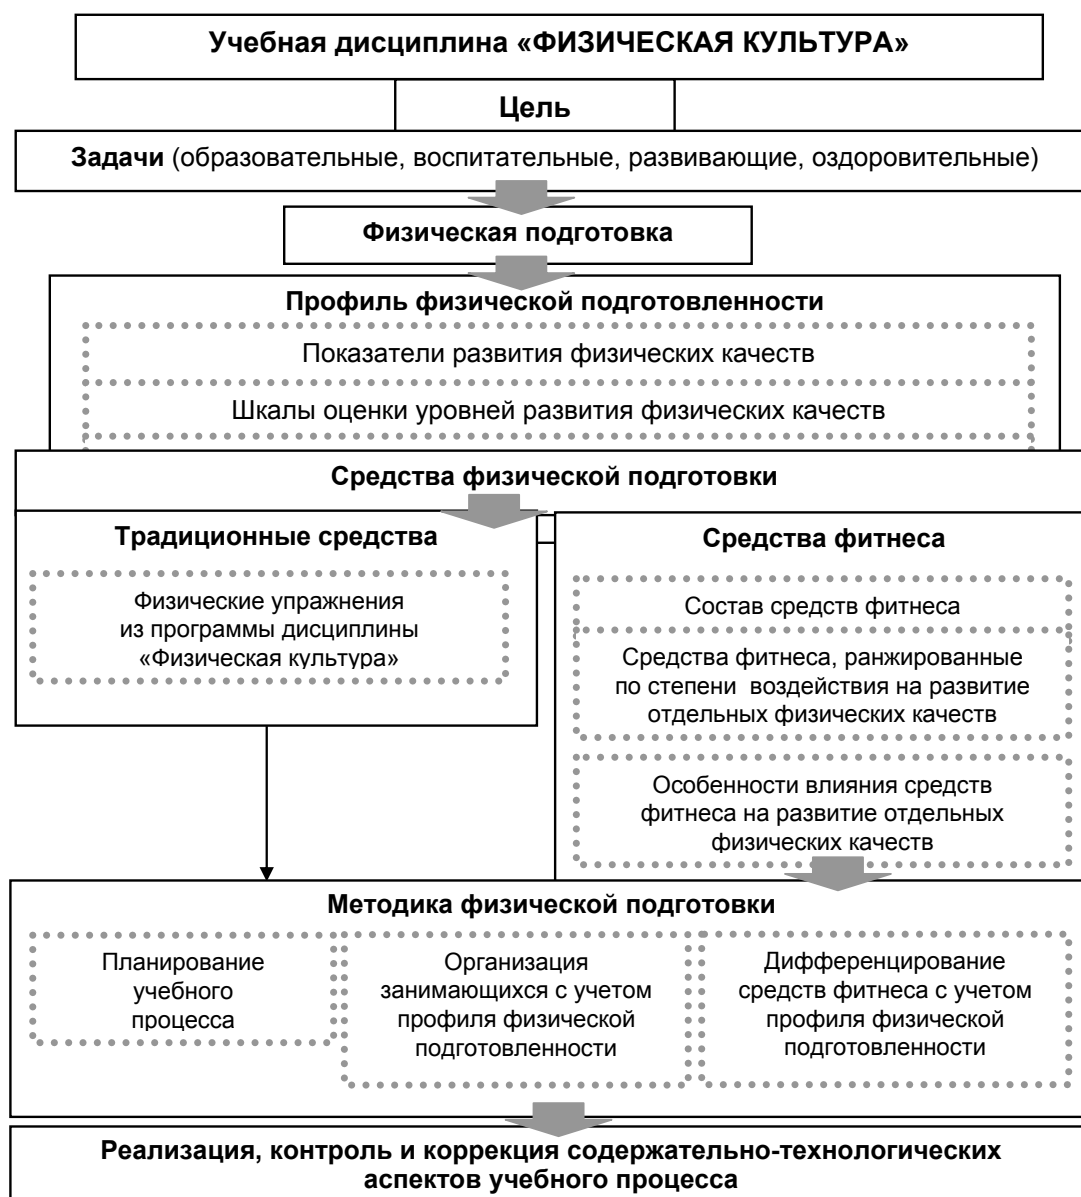 Учебная дисциплина «ФИЗИЧЕСКАЯ КУЛЬТУРА»
Цель
Задачи (образовательные, воспитательные, развивающие, оздоровительные)
Физическая подготовка
Профиль физической подготовленности
Показатели развития физических качеств
Шкалы оценки уровней развития физических качеств
Средства физической подготовки
Традиционные средства
Физические упражнения
из программы дисциплины
«Физическая культура»
Средства фитнеса
Состав средств фитнеса
Средства фитнеса, ранжированные
по степени воздействия на развитие
отдельных физических качеств
Особенности влияния средств
фитнеса на развитие отдельных
физических качеств
Методика физической подготовки
Планирование
учебного
процесса
Организация
занимающихся с учетом
профиля физической
подготовленности
Дифференцирование
средств фитнеса с учетом
профиля физической
подготовленности
Реализация, контроль и коррекция содержательно-технологических
аспектов учебного процесса